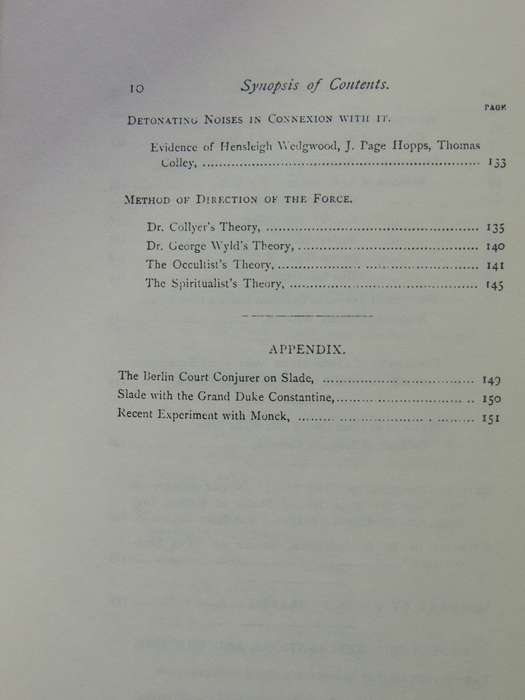 10 Synopsis of Contents.
PAGE
DETONATING NOISES IN CONNEXION WITH IT.
Evidence of Hensleigh Wedgwood, J. Page Hopps, Thomas
Colley, ........ 133
METHOD OF DIRECTION OF THE FORCE.
Dr. Collyer's Theory, ........ 135
Dr. George Wyld's Theory, ........ 140
The Occultist's Theory, ........ 141
The Spiritualist's Theory, ........ 145
APPENDIX.
The Berlin Court Conjurer on Slade, ........ 149
Slade with the Grand Duke Constantine, ........ 150
Recent Experiment with Monck, ........ 151